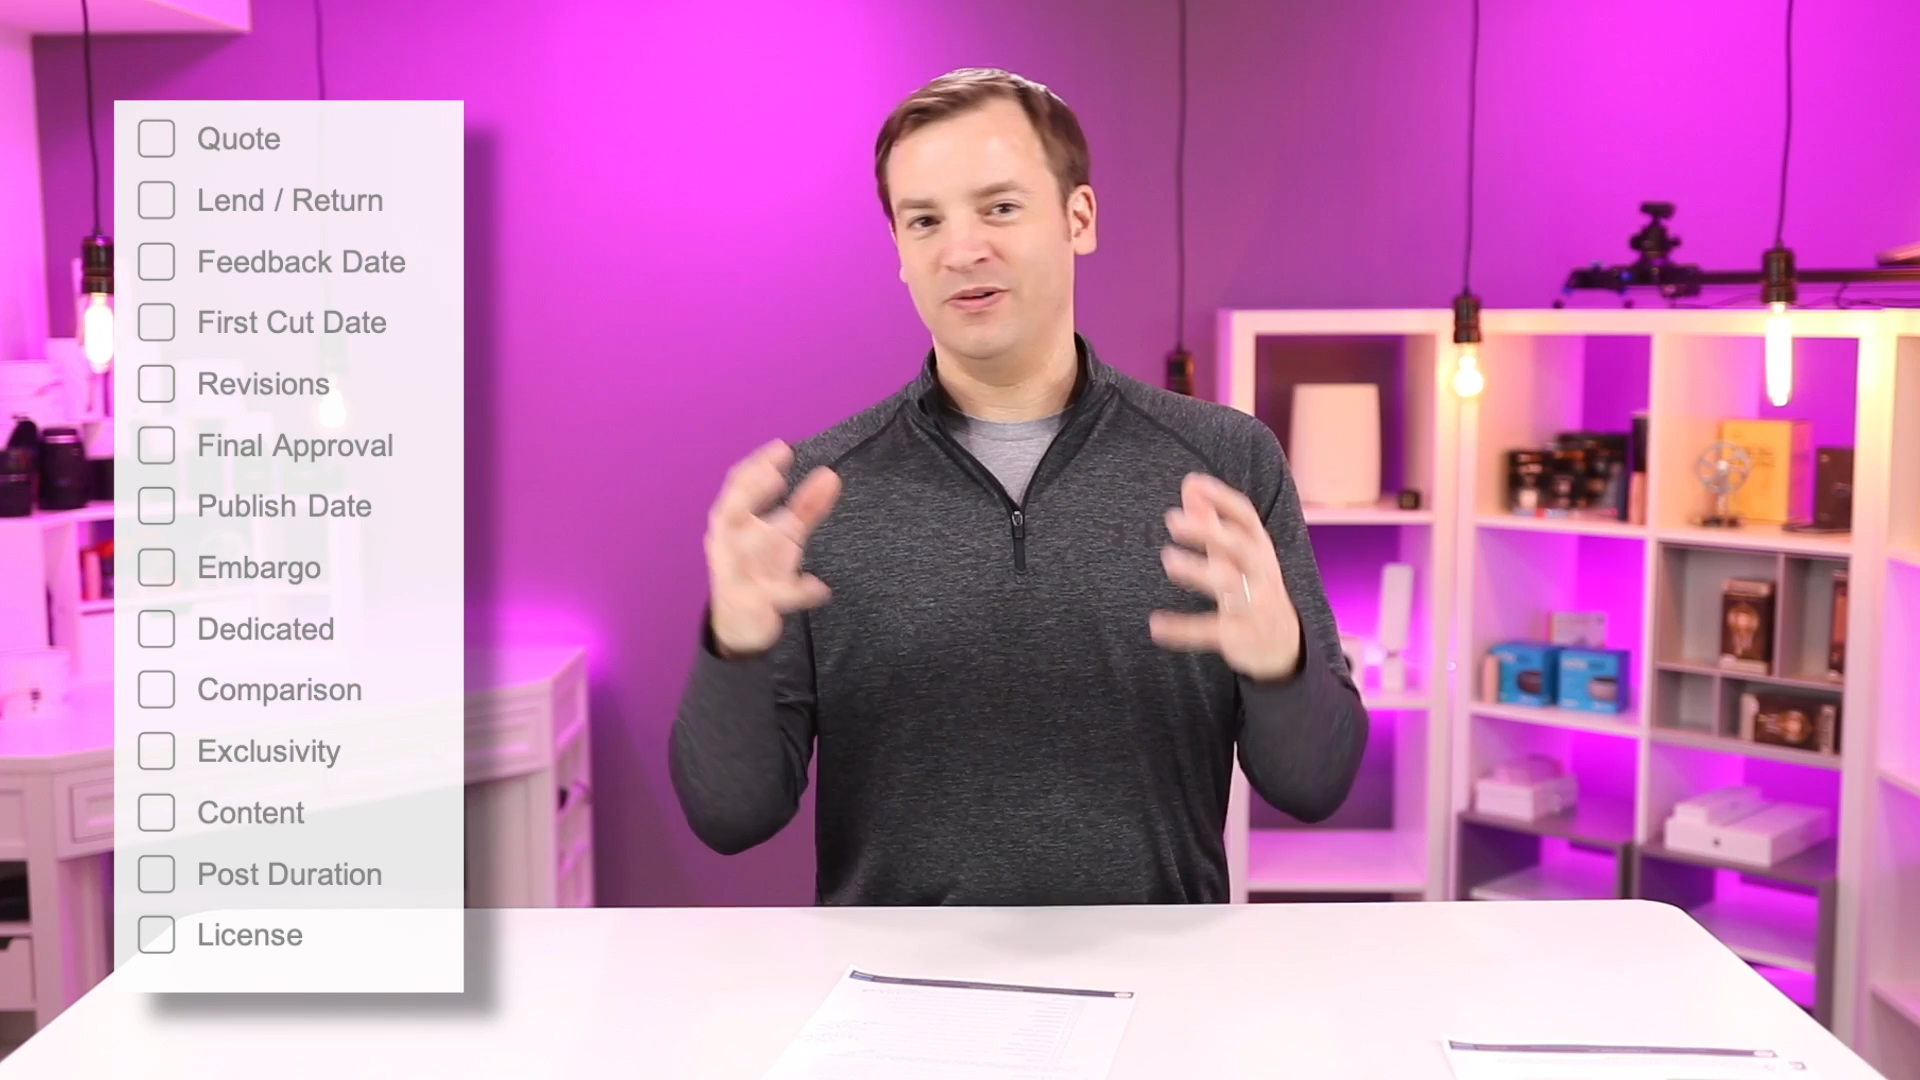 Quote
Lend / Return
Feedback Date
First Cut Date
Revisions
Final Approval
Publish Date
Embargo
Dedicated
Comparison
Exclusivity
Content
Post Duration
License